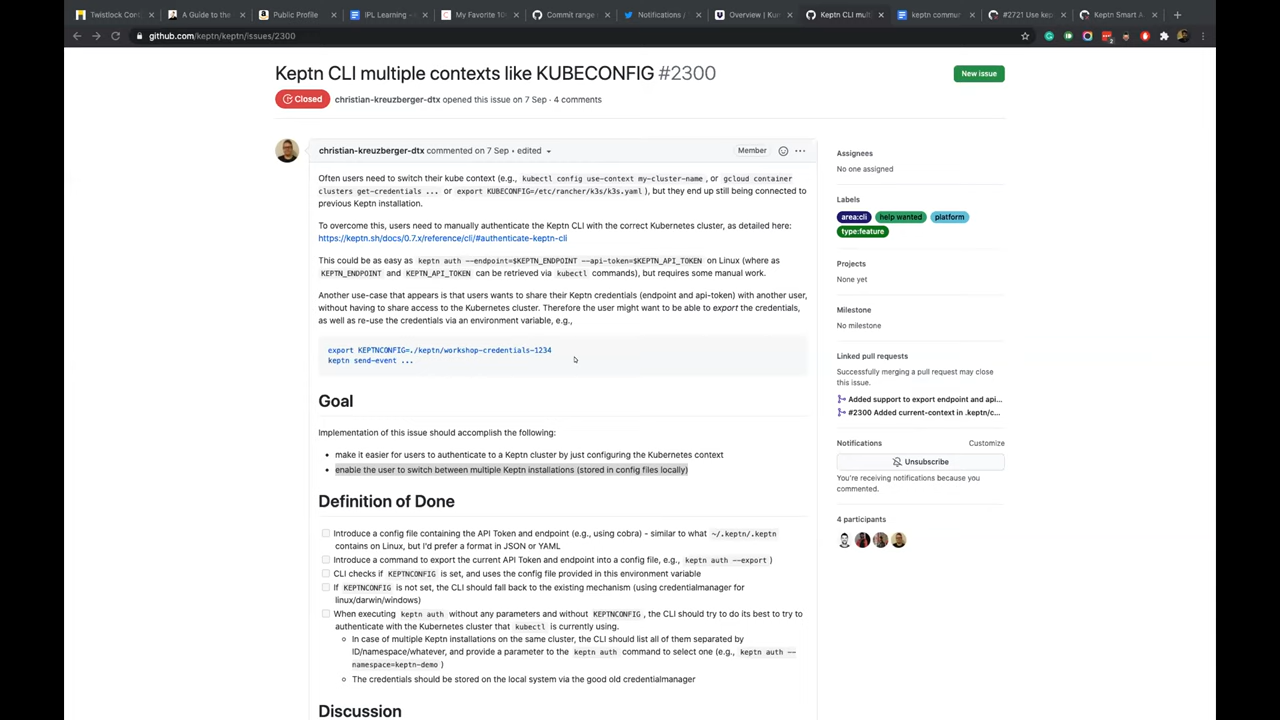 Twistlock Cont
A Guide to the
Public Profile
IPL Learning -
My Favorite 10
Commit range
Notifications /
Overview | Kun
Keptn CLI mult
keptn commun
#2721 Use kep
Keptn Smart A
github.com/keptn/keptn/issues/2300
Keptn CLI multiple contexts like KUBECONFIG #2300
New issue
Closed christian-kreuzberger-dtx opened this issue on 7 Sep · 4 comments
christian-kreuzberger-dtx commented on 7 Sep • edited
Member
Often users need to switch their kube context (e.g., kubectl config use-context my-cluster-name , or gcloud container
clusters get-credentials ... or export KUBECONFIG=/etc/rancher/k3s/k3s.yaml ), but they end up still being connected to
previous Keptn installation.
To overcome this, users need to manually authenticate the Keptn CLI with the correct Kubernetes cluster, as detailed here:
https://keptn.sh/docs/0.7.x/reference/cli/#authenticate-keptn-cli
This could be as easy as keptn auth --endpoint=$KEPTN_ENDPOINT --api-token=$KEPTN_API_TOKEN on Linux (where as
KEPTN_ENDPOINT and KEPTN_API_TOKEN can be retrieved via kubectl commands), but requires some manual work.
Another use-case that appears is that users wants to share their Keptn credentials (endpoint and api-token) with another user,
without having to share access to the Kubernetes cluster. Therefore the user might want to be able to export the credentials,
as well as re-use the credentials via an environment variable, e.g.,
export KEPTNCONFIG=./keptn/workshop-credentials-1234
keptn send-event ...
Goal
Implementation of this issue should accomplish the following:
• make it easier for users to authenticate to a Keptn cluster by just configuring the Kubernetes context
• enable the user to switch between multiple Keptn installations (stored in config files locally)
Definition of Done
Introduce a config file containing the API Token and endpoint (e.g., using cobra) - similar to what ~/.keptn/.keptn
contains on Linux, but I'd prefer a format in JSON or YAML
Introduce a command to export the current API Token and endpoint into a config file, e.g., keptn auth --export )
CLI checks if KEPTNCONFIG is set, and uses the config file provided in this environment variable
If KEPTNCONFIG is not set, the CLI should fall back to the existing mechanism (using credentialmanager for
linux/darwin/windows)
When executing keptn auth without any parameters and without KEPTNCONFIG , the CLI should try to do its best to try to
authenticate with the Kubernetes cluster that kubectl is currently using.
In case of multiple Keptn installations on the same cluster, the CLI should list all of them separated by
ID/namespace/whatever, and provide a parameter to the keptn auth command to select one (e.g., keptn auth --
namespace=keptn-demo )
The credentials should be stored on the local system via the good old credentialmanager
Discussion
Assignees
No one assigned
Labels
area:cli help wanted platform
type:feature
Projects
None yet
Milestone
No milestone
Linked pull requests
Successfully merging a pull request may close
this issue.
Added support to export endpoint and api...
#2300 Added current-context in .keptn/c...
Notifications Customize
Unsubscribe
You're receiving notifications because you
commented.
4 participants